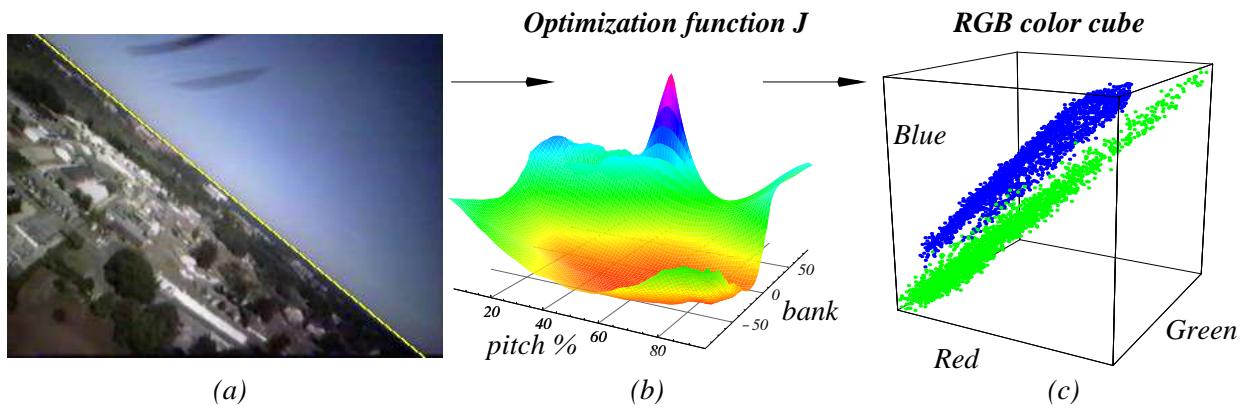 Optimization function J
RGB color cube
Blue
Green
Red
50
0
-50
bank
20
40
60
80
pitch %
(a)
(b)
(c)